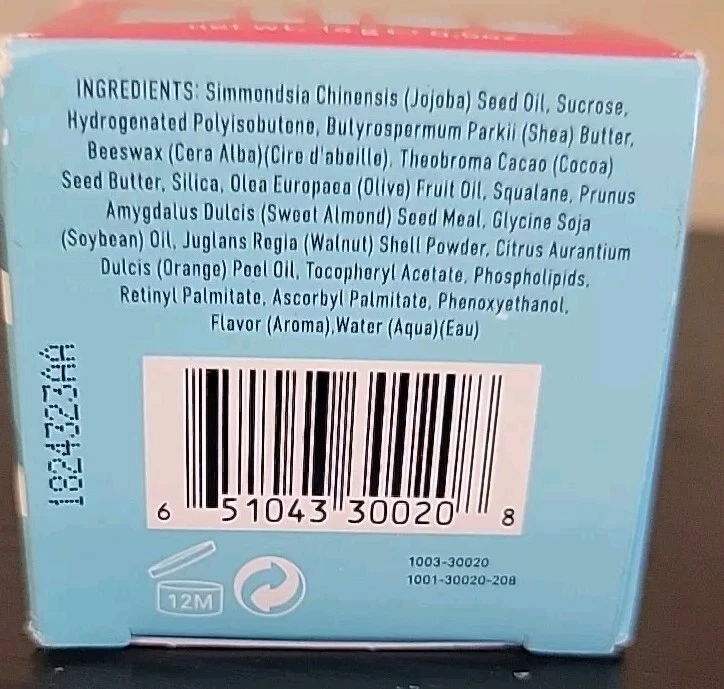 INGREDIENTS: Simmondsia Chinensis (Jojoba) Seed Oil, Sucrose,
Hydrogenated Polyisobutene, Butyrospermum Parkii (Shea) Butter,
Beeswax (Cera Alba)(Cire d'abeille), Theobroma Cacao (Cocoa)
Seed Butter, Silica, Olea Europaea (Olive) Fruit Oil, Squalane, Prunus
Amygdalus Dulcis (Sweet Almond) Seed Meal, Glycine Soja
(Soybean) Oil, Juglans Regia (Walnut) Shell Powder, Citrus Aurantium
Dulcis (Orange) Peel Oil, Tocopheryl Acetate, Phospholipids,
Retinyl Palmitate, Ascorbyl Palmitate, Phenoxyethanol,
Flavor (Aroma),Water (Aqua)(Eau)
1824323AA
6 51043 30020 8
12M
1003-30020
1001-30020-208